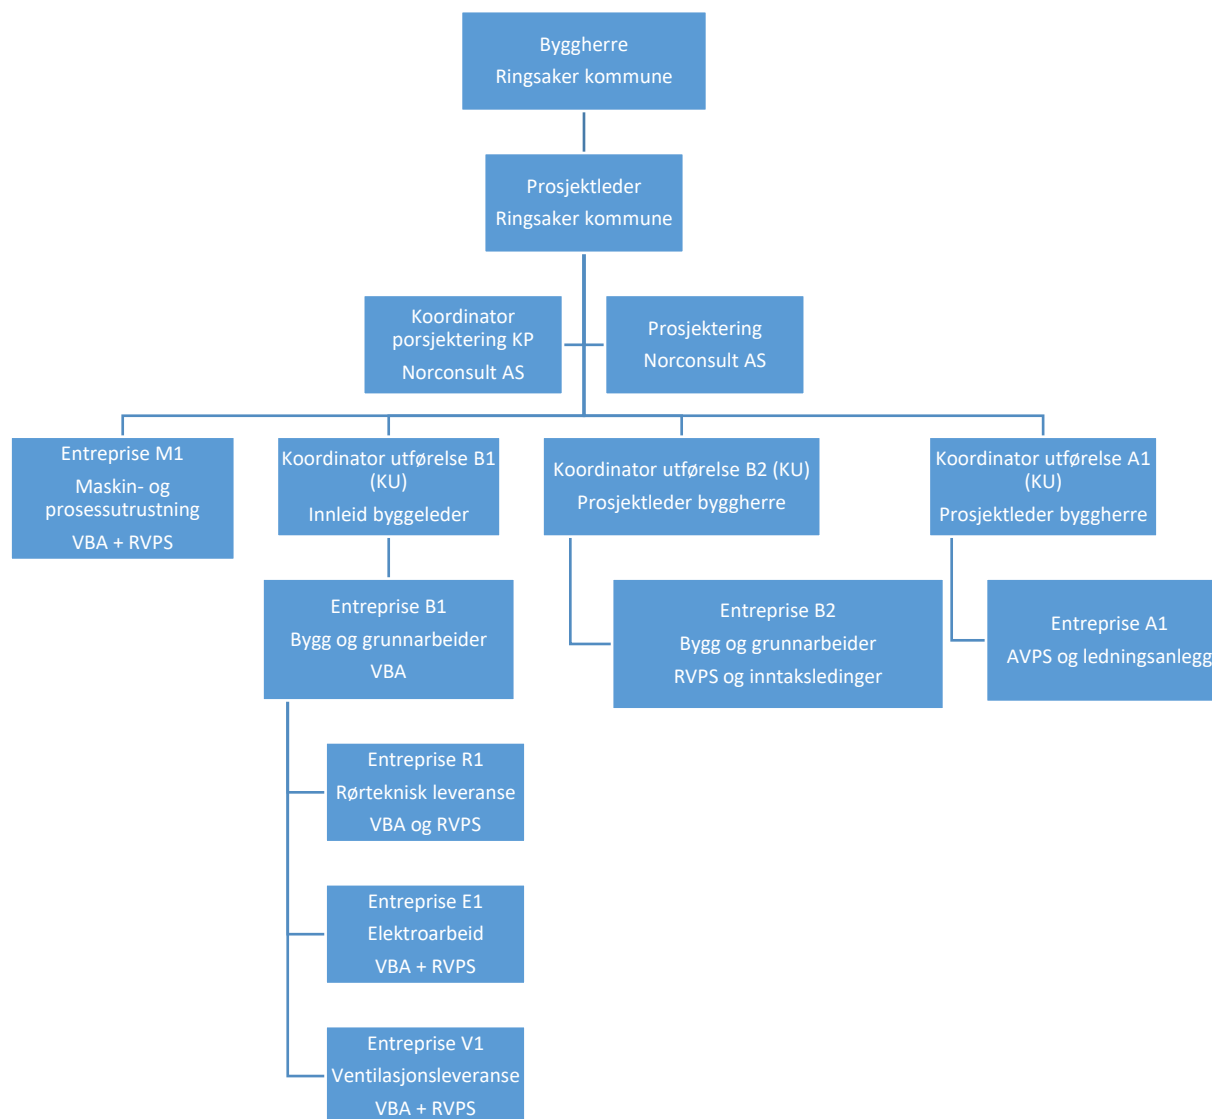 Byggherre
Ringsaker kommune
Prosjektleder
Ringsaker kommune
Koordinator
porsjektering KP
Norconsult AS
Prosjektering
Norconsult AS
Entreprise M1
Maskin- og
prosessutrustning
VBA + RVPS
Koordinator utførelse B1
(KU)
Innleid byggeleder
Koordinator utførelse B2 (KU)
Prosjektleder byggherre
Koordinator utførelse A1
(KU)
Prosjektleder byggherre
Entreprise B1
Bygg og grunnarbeider
VBA
Entreprise B2
Bygg og grunnarbeider
RVPS og inntaksledinger
Entreprise A1
AVPS og ledningsanlegg
Entreprise R1
Rørteknisk leveranse
VBA og RVPS
Entreprise E1
Elektroarbeid
VBA + RVPS
Entreprise V1
Ventilasjonsleveranse
VBA + RVPS